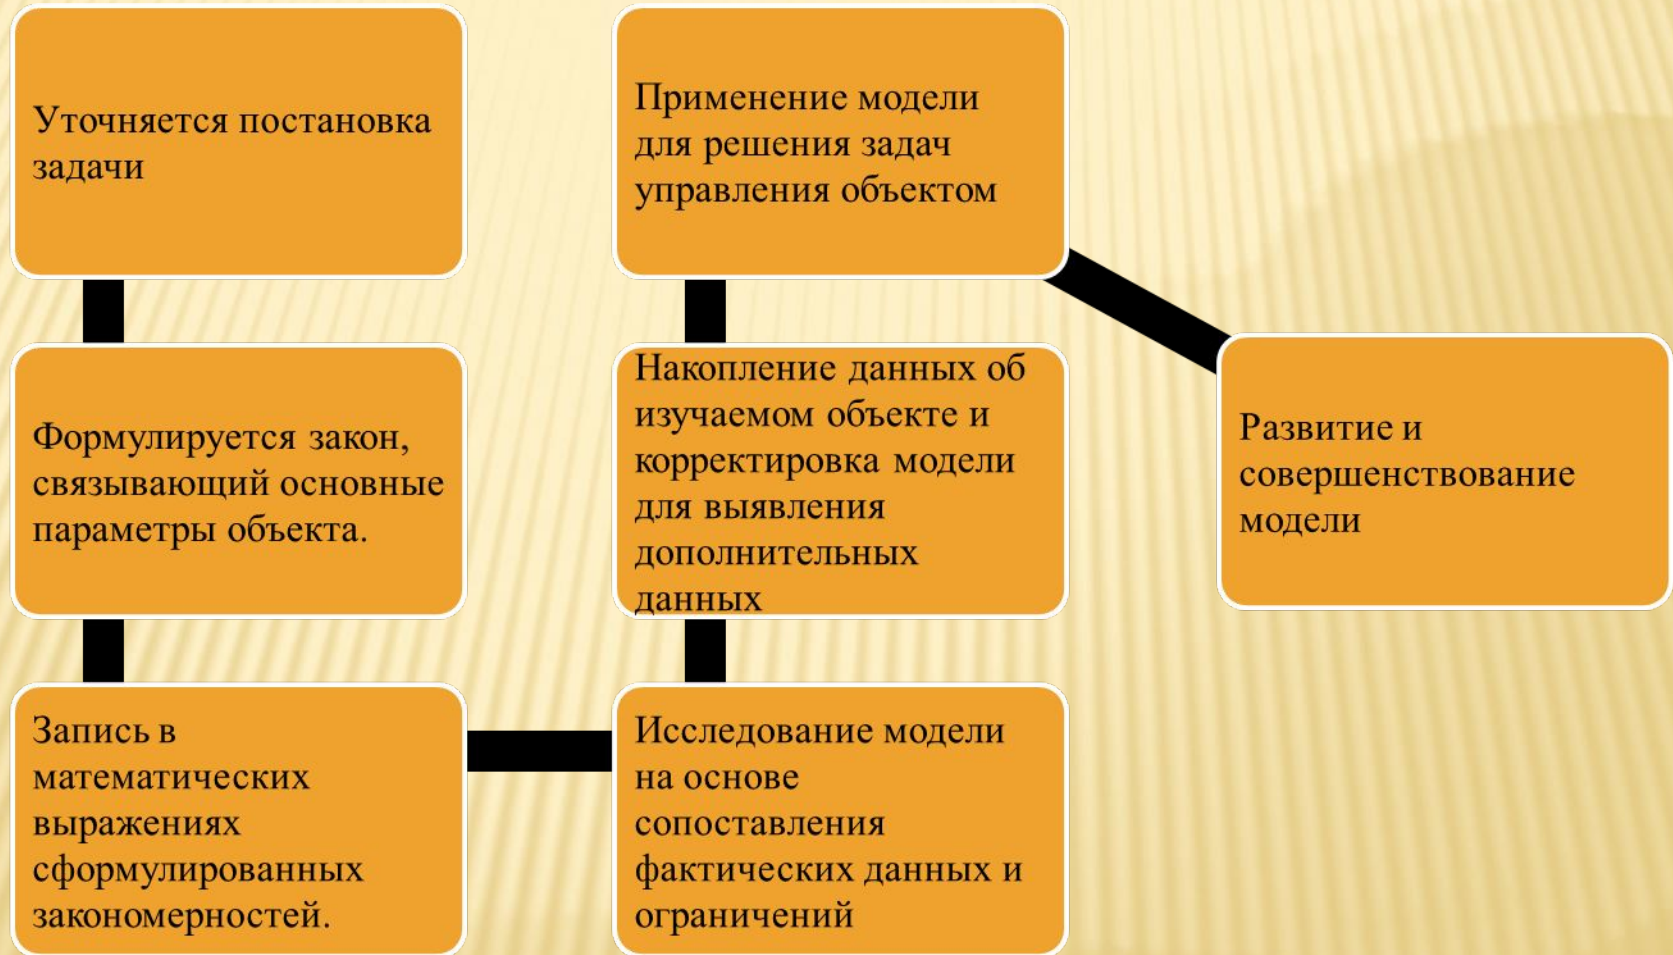 Уточняется постановка
задачи
Формулируется закон,
связывающий основные
параметры объекта.
Запись в
математических
выражениях
сформулированных
закономерностей.
Исследование модели
на основе
сопоставления
фактических данных и
ограничений
Накопление данных об
изучаемом объекте и
корректировка модели
для выявления
дополнительных
данных
Применение модели
для решения задач
управления объектом
Развитие и
совершенствование
модели